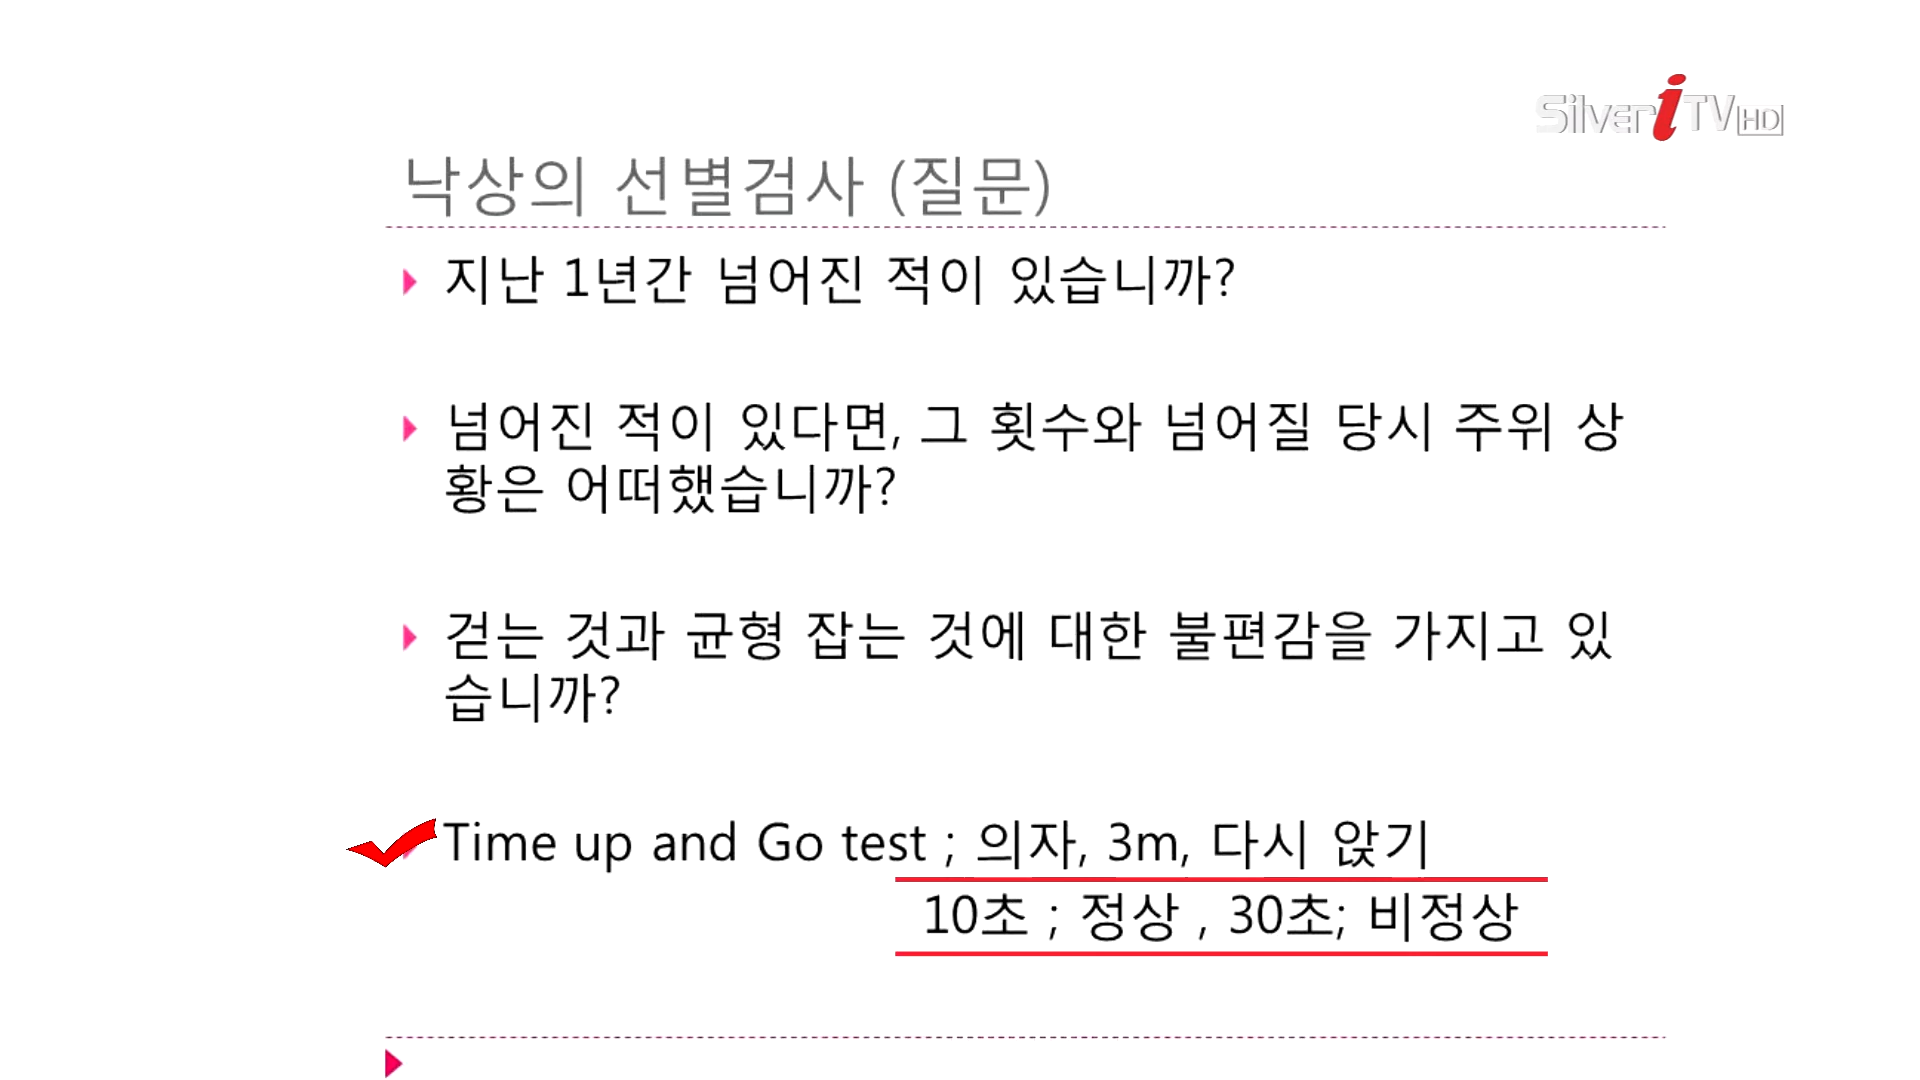 Silver i TV HD
낙상의 선별검사 (질문)
지난 1년간 넘어진 적이 있습니까?
넘어진 적이 있다면, 그 횟수와 넘어질 당시 주위 상
황은 어떠했습니까?
걷는 것과 균형 잡는 것에 대한 불편감을 가지고 있
습니까?
Time up and Go test ; 의자, 3m, 다시 앉기
10초 ; 정상 , 30초; 비정상